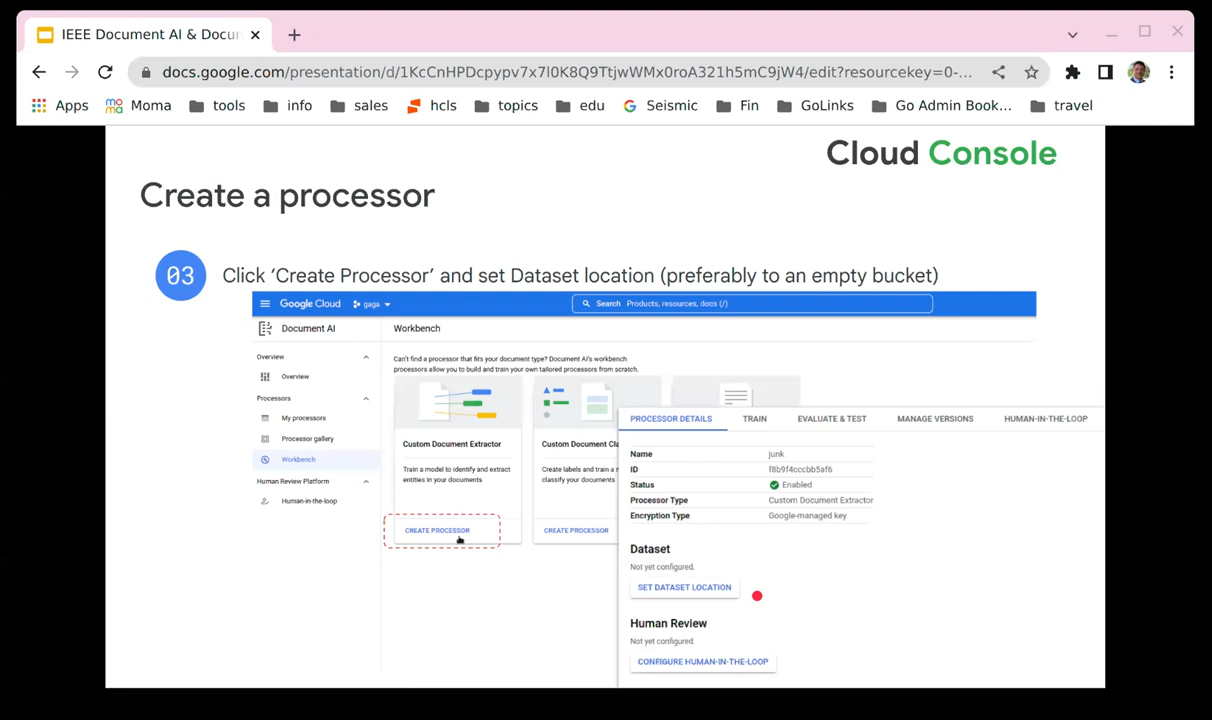 IEEE Document AI & Docum
docs.google.com/presentation/d/1KcCnHPDcpypv7x7l0K8Q9TtjwWMx0roA321h5mC9jW4/edit?resourcekey=0-...
Apps Moma tools info sales hcls topics edu Seismic Fin GoLinks Go Admin Book... travel
Cloud Console
Create a processor
03 Click ‘Create Processor’ and set Dataset location (preferably to an empty bucket)
Google Cloud gaga Search Products, resources, docs (/)
Document AI Workbench
Overview
Overview
Processors
My processors
Processor gallery
Workbench
Human Review Platform
Human-in-the-loop
Can't find a processor that fits your document type? Document AI's workbench
processors allow you to build and train your own tailored processors from scratch.
Custom Document Extractor
Train a model to identify and extract
entities in your documents
CREATE PROCESSOR
Custom Document Cla
Create labels and train a m
classify your documents
CREATE PROCESSOR
PROCESSOR DETAILS TRAIN EVALUATE & TEST MANAGE VERSIONS HUMAN-IN-THE-LOOP
Name junk
ID f8b9f4cccbb5af6
Status Enabled
Processor Type Custom Document Extractor
Encryption Type Google-managed key
Dataset
Not yet configured.
SET DATASET LOCATION
Human Review
Not yet configured.
CONFIGURE HUMAN-IN-THE-LOOP